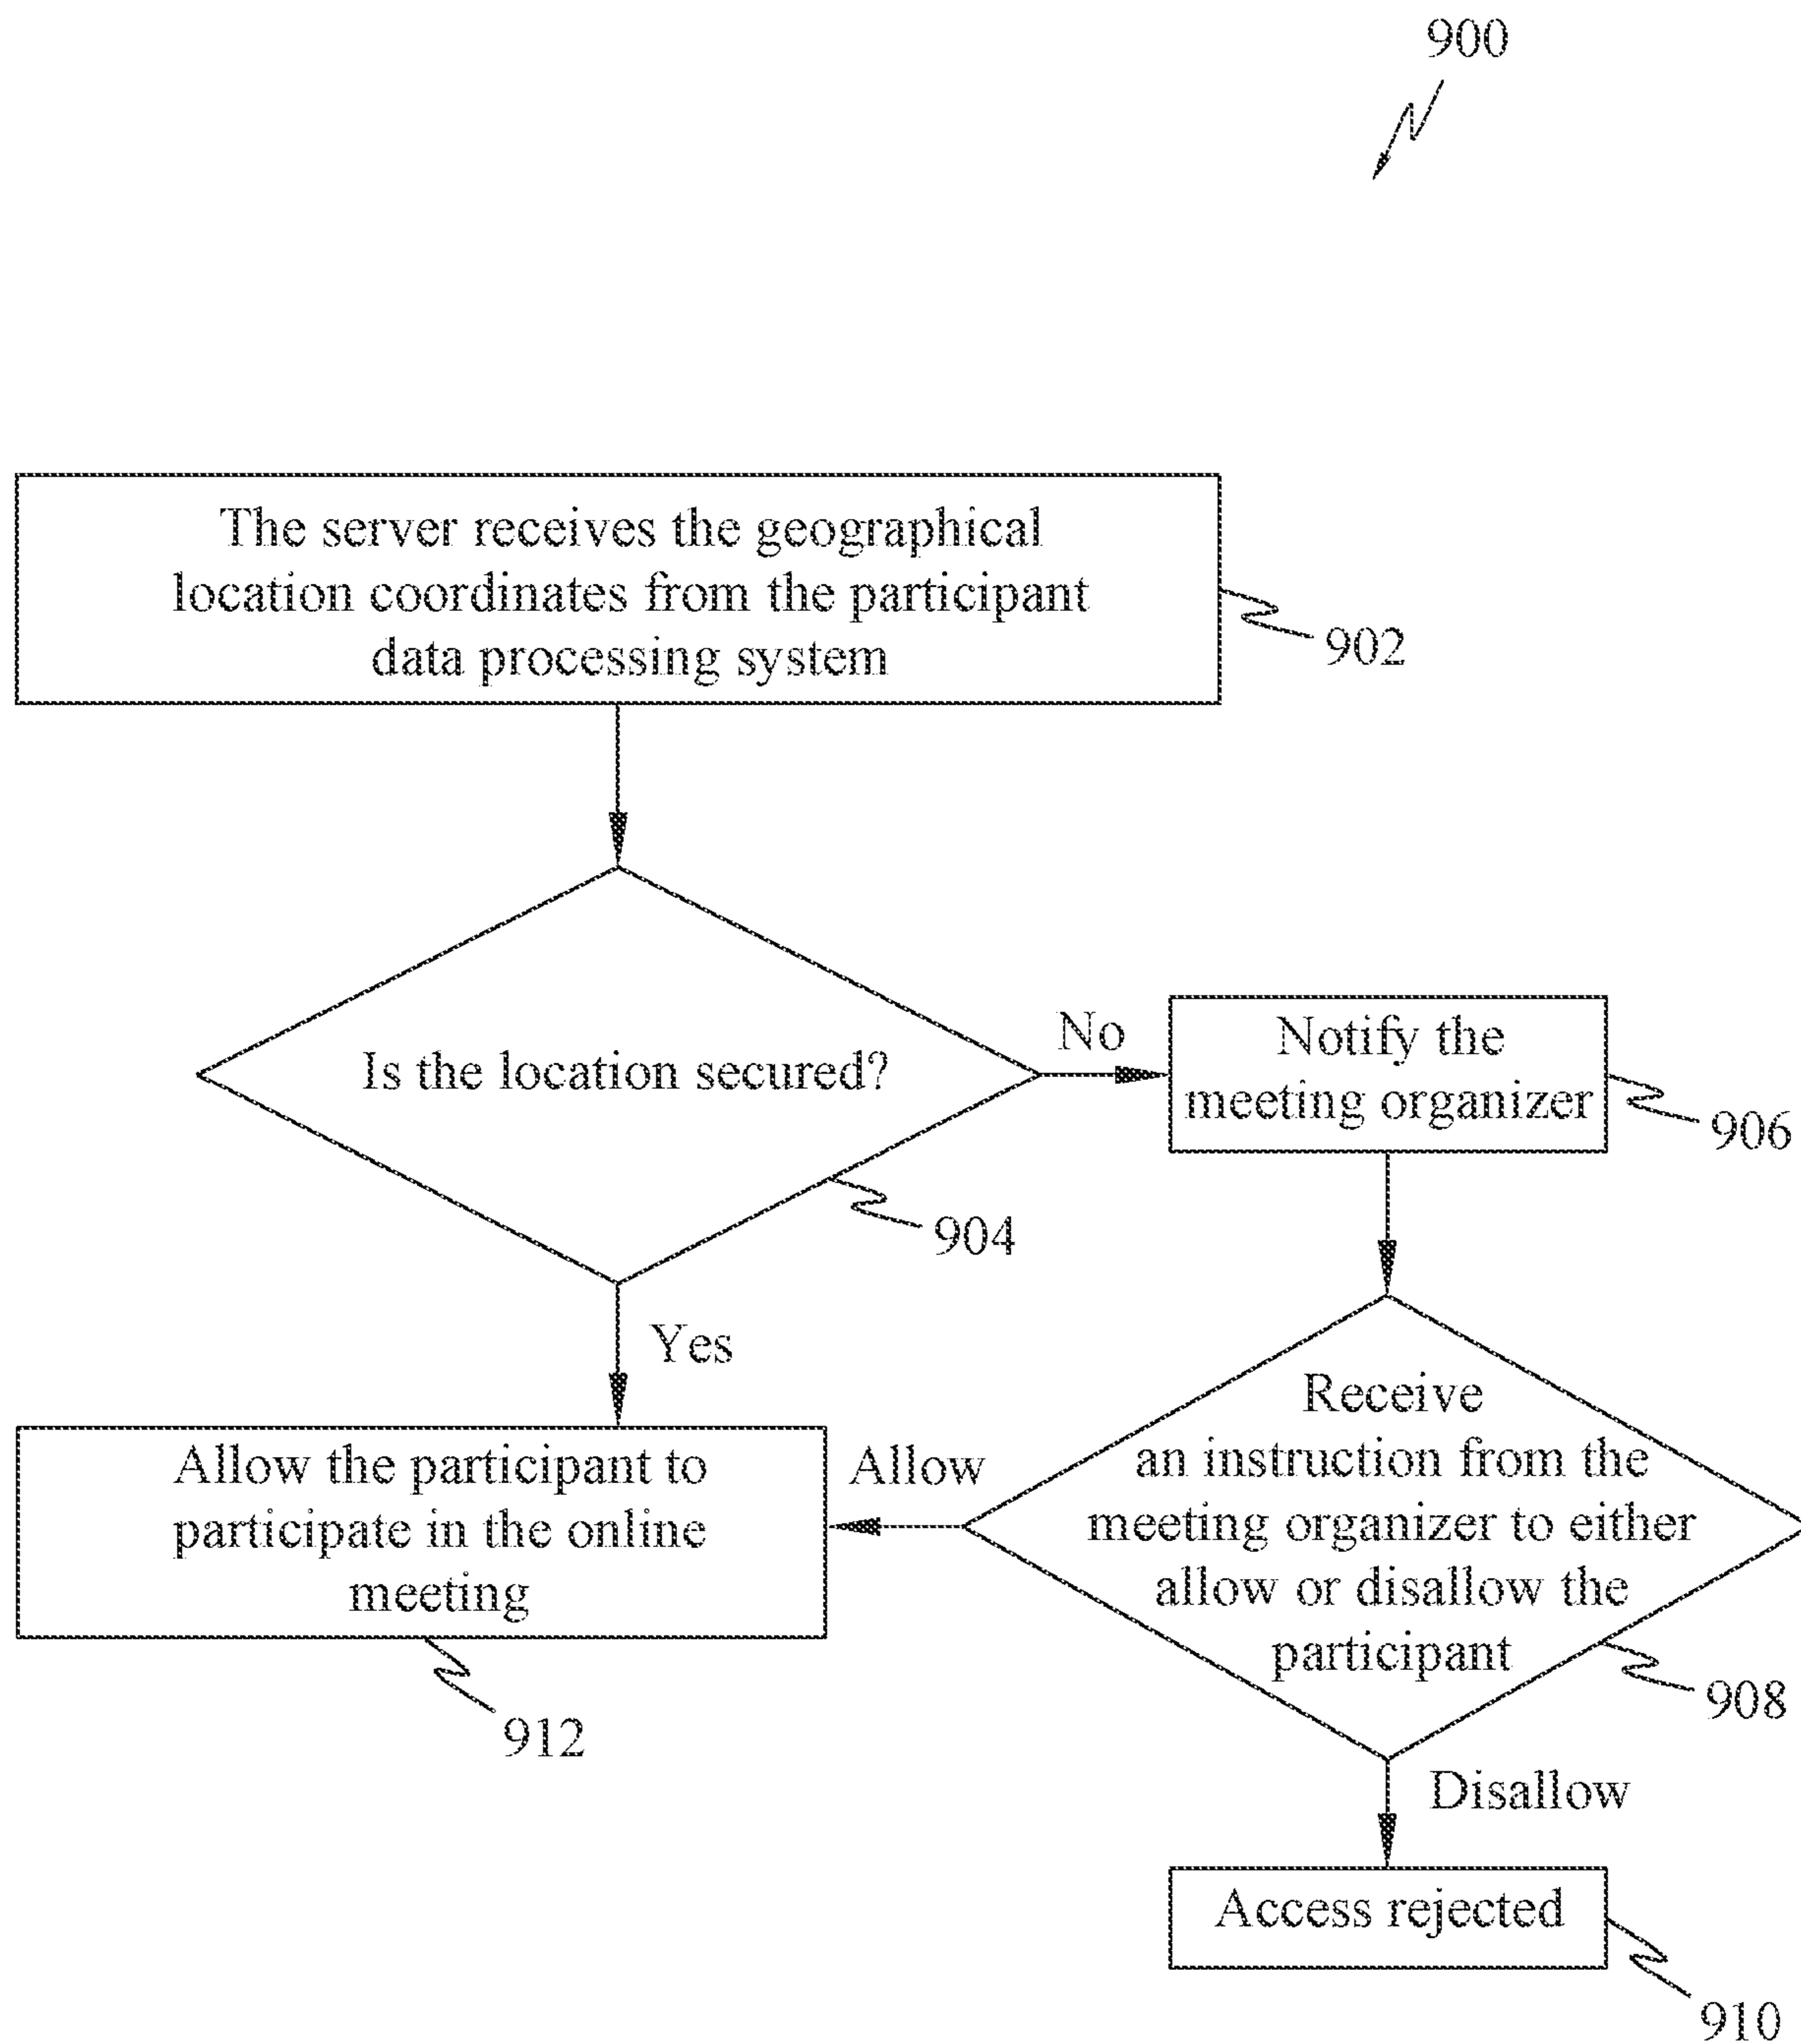 900
The server receives the geographical
location coordinates from the participant
data processing system
902
Is the location secured?
904
No
Notify the
meeting organizer
906
Yes
Allow the participant to
participate in the online
meeting
912
Allow
Receive
an instruction from the
meeting organizer to either
allow or disallow the
participant
908
Disallow
Access rejected
910